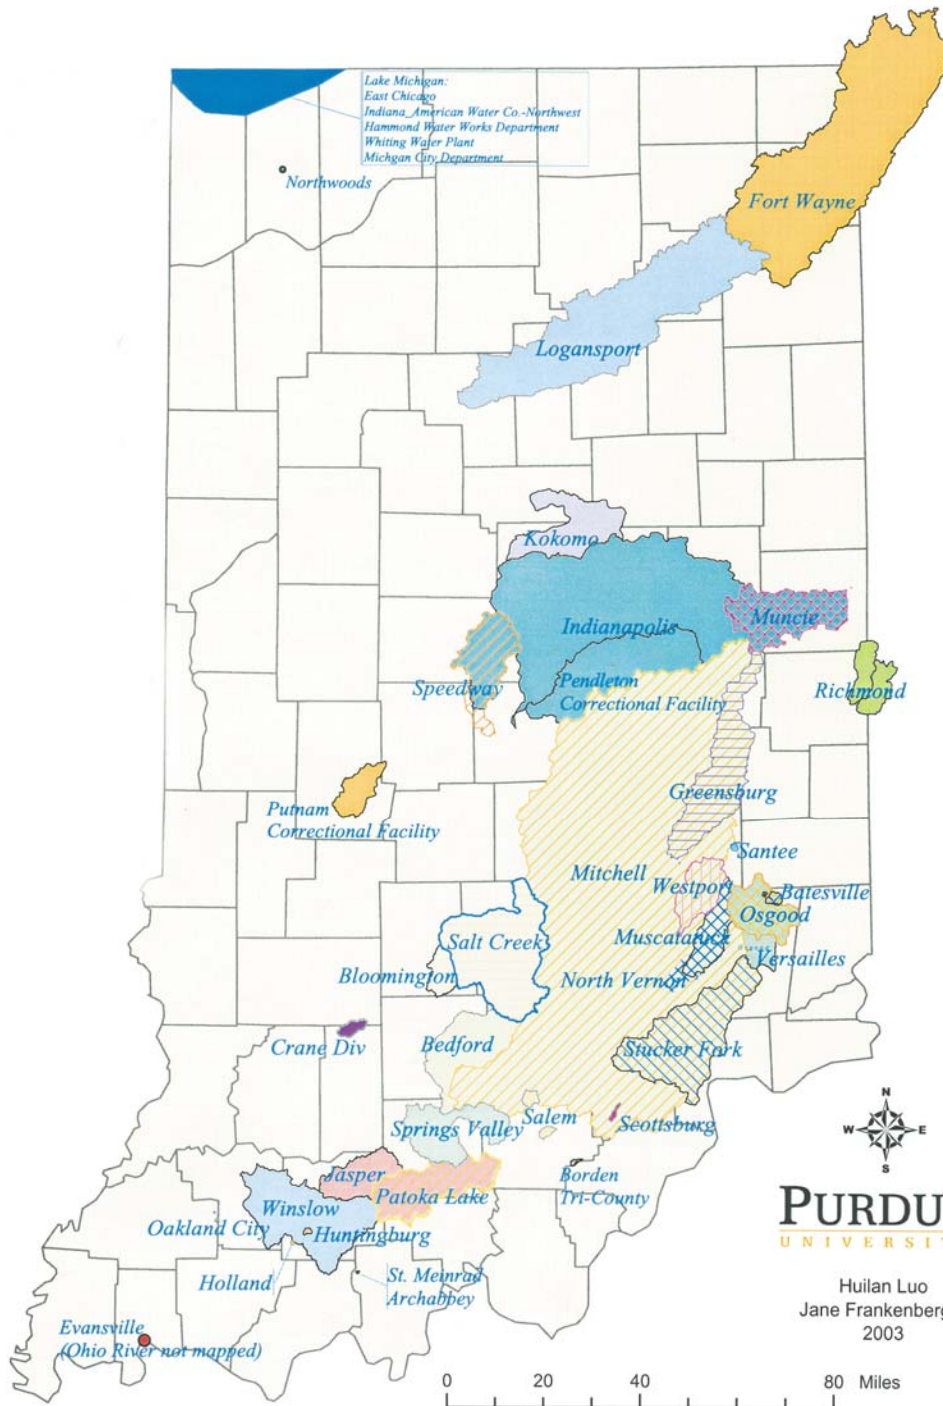 Lake Michigan:
East Chicago
Indiana_American Water Co.-Northwest
Hammond Water Works Department
Whiting Water Plant
Michgan City Department
Northwoods
Fort Wayne
Logansport
Kokomo
Muncie
Indianapolis
Speedway
Pendleton
Correctional Facility
Richmond
Putnam
Correctional Facility
Greensburg
Santee
Mitchell
Westport
Batesville
Osgood
Salt Creek
Muscatatuck
Versailles
Bloomington
North Vernon
Crane Div
Bedford
Stucker Fork
Springs Valley
Salem
Scottsburg
Jasper
Patoka Lake
Borden
Tri-County
Winslow
Oakland City
Huntingburg
Holland
St. Meinrad
Archabbey
Evansville
(Ohio River not mapped)
N
W
E
S
PURDU
UNIVERSIT
Huilan Luo
Jane Frankenberg
2003
0 20 40 80 Miles